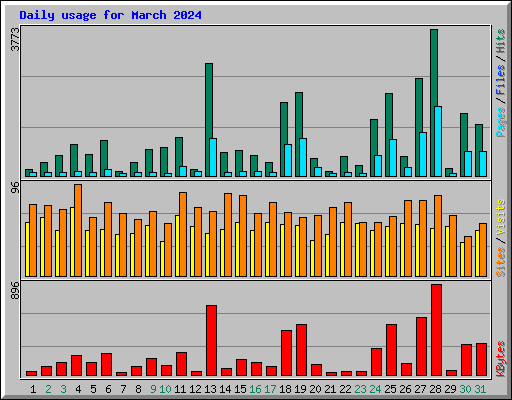 Daily usage for March 2024
3773
Pages / Files / Hits
96
Sites / Visits
896
KBytes
1 2 3 4 5 6 7 8 9 10 11 12 13 14 15 16 17 18 19 20 21 22 23 24 25 26 27 28 29 30 31